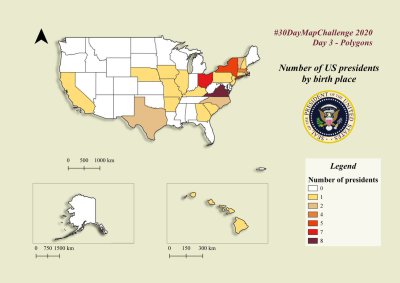 #30DayMapChallenge 2020
Day 3 - Polygons
Number of US presidents
by birth place
SEAL OF THE PRESIDENT OF THE UNITED STATES
0 500 1000 km
Legend
Number of presidents
0
1
2
4
5
7
8
0 750 1500 km
0 150 300 km